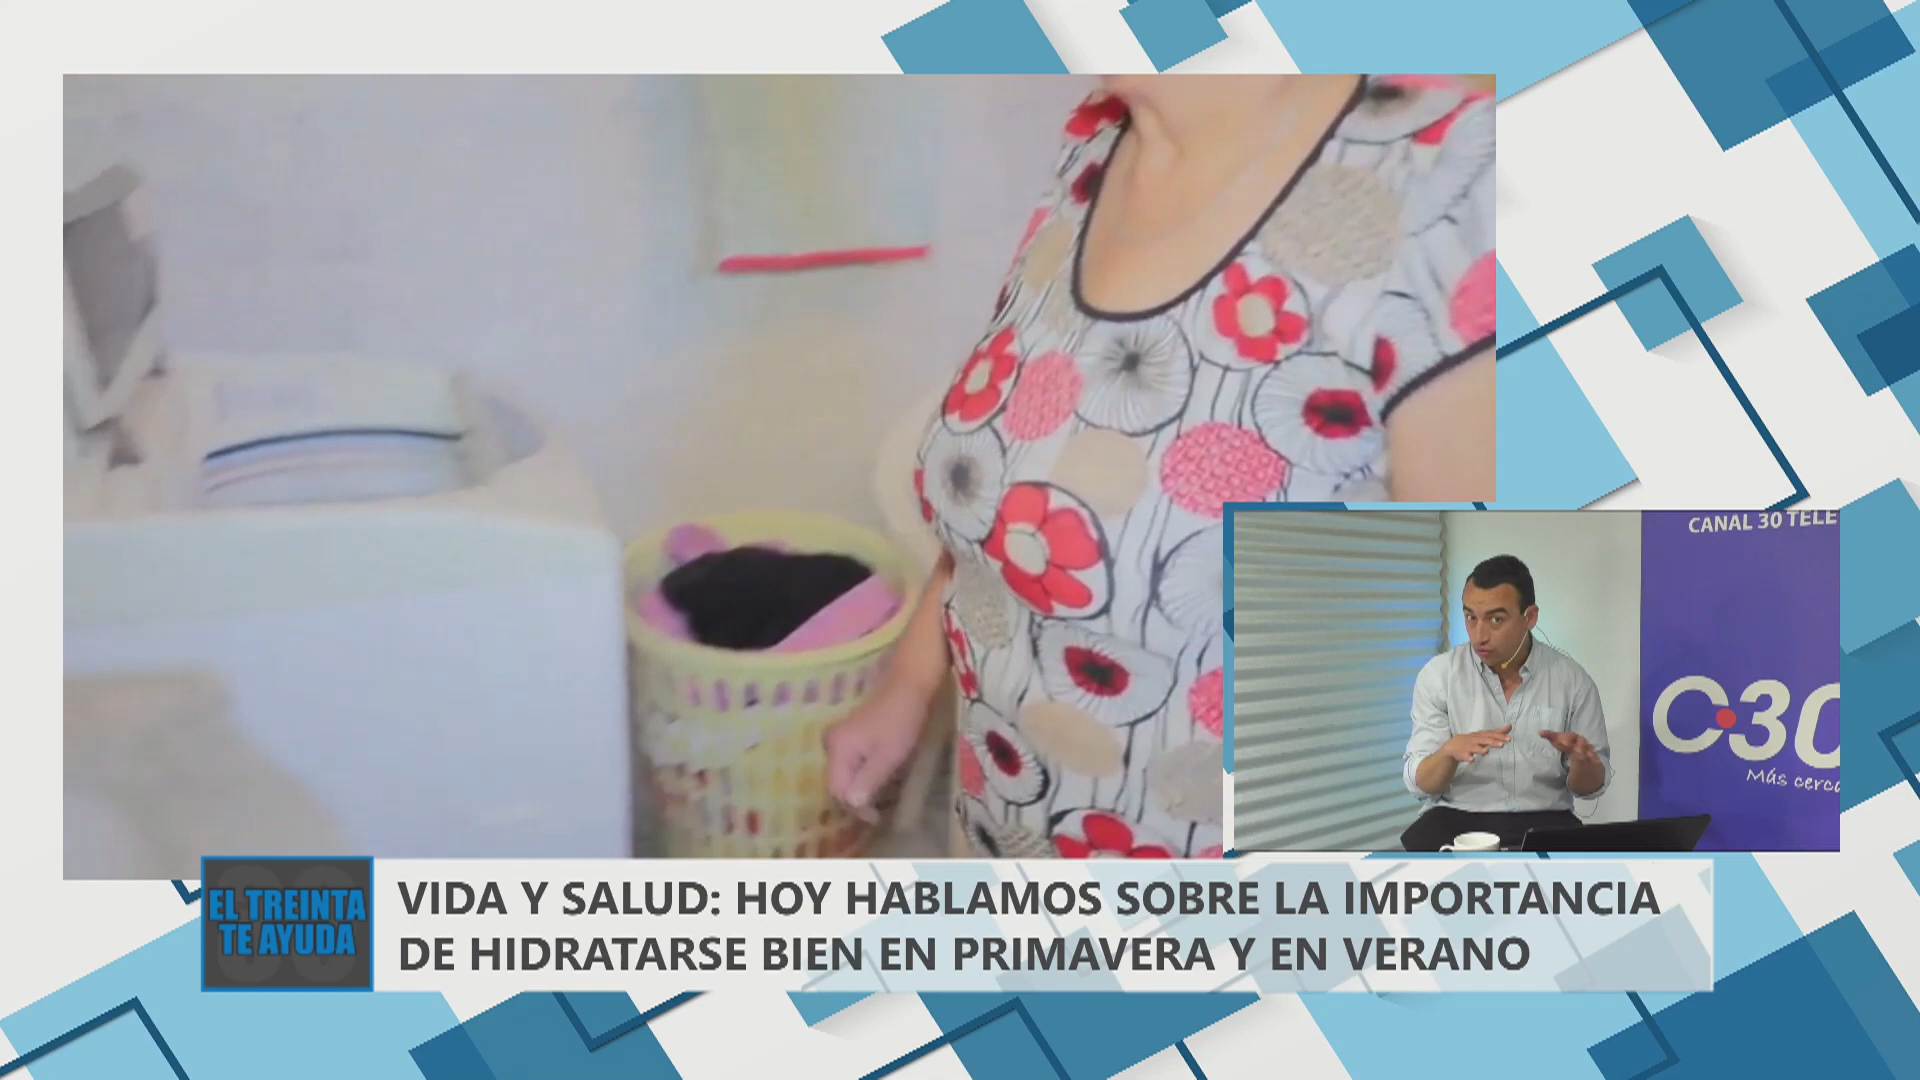 CANAL 30 TELE
C30
Más cerca
EL TREINTA
TE AYUDA
VIDA Y SALUD: HOY HABLAMOS SOBRE LA IMPORTANCIA
DE HIDRATARSE BIEN EN PRIMAVERA Y EN VERANO